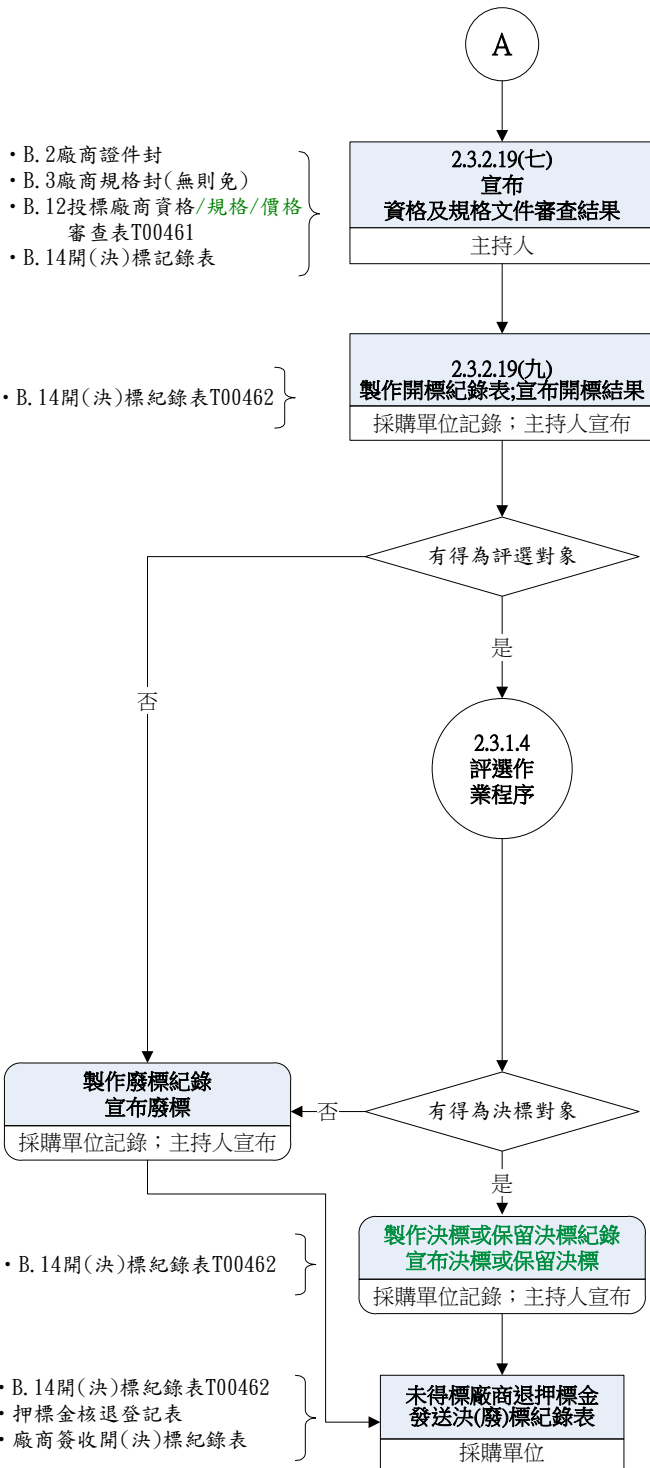 A
・B.2廠商證件封
・B.3廠商規格封(無則免)
・B.12投標廠商資格/規格/價格
審查表T00461
・B.14開(決)標記錄表
2.3.2.19(七)
宣布
資格及規格文件審查結果
主持人
・B.14開(決)標紀錄表T00462
2.3.2.19(九)
製作開標紀錄表;宣布開標結果
採購單位記錄；主持人宣布
有得為評選對象
是
否
2.3.1.4
評選作
業程序
製作廢標紀錄
宣布廢標
採購單位記錄；主持人宣布
否
有得為決標對象
是
・B.14開(決)標紀錄表T00462
製作決標或保留決標紀錄
宣布決標或保留決標
採購單位記錄；主持人宣布
・B.14開(決)標紀錄表T00462
・押標金核退登記表
・廠商簽收開(決)標紀錄表
未得標廠商退押標金
發送決(廢)標紀錄表
採購單位